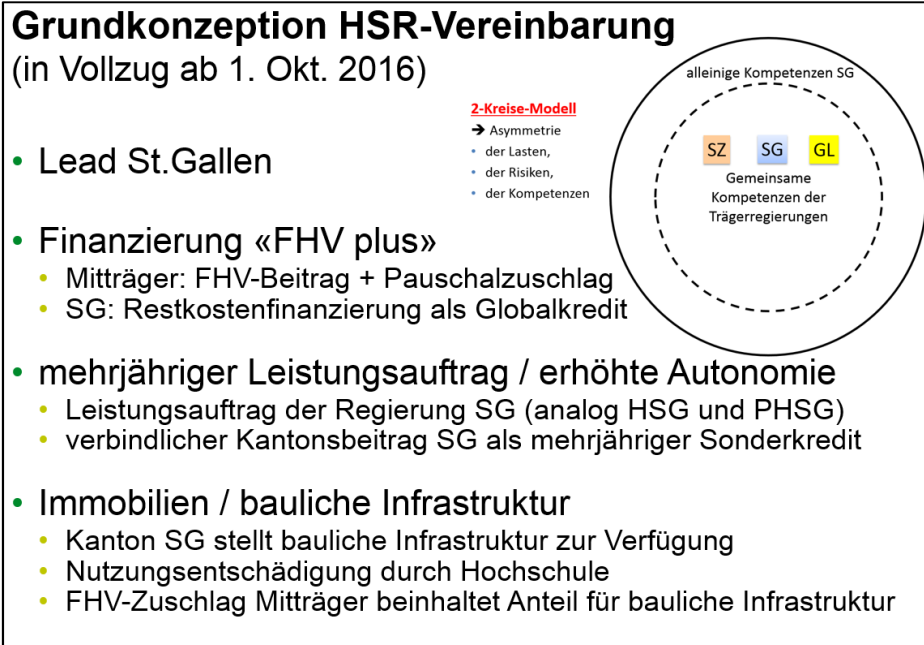 Grundkonzeption HSR-Vereinbarung
(in Vollzug ab 1. Okt. 2016)
alleinige Kompetenzen SG
2-Kreise-Modell
➔ Asymmetrie
• der Lasten,
• der Risiken,
• der Kompetenzen
SZ SG GL
Gemeinsame
Kompetenzen der
Trägerregierungen
• Lead St.Gallen
• Finanzierung «FHV plus»
• Mitträger: FHV-Beitrag + Pauschalzuschlag
• SG: Restkostenfinanzierung als Globalkredit
• mehrjähriger Leistungsauftrag / erhöhte Autonomie
• Leistungsauftrag der Regierung SG (analog HSG und PHSG)
• verbindlicher Kantonsbeitrag SG als mehrjähriger Sonderkredit
• Immobilien / bauliche Infrastruktur
• Kanton SG stellt bauliche Infrastruktur zur Verfügung
• Nutzungsentschädigung durch Hochschule
• FHV-Zuschlag Mitträger beinhaltet Anteil für bauliche Infrastruktur